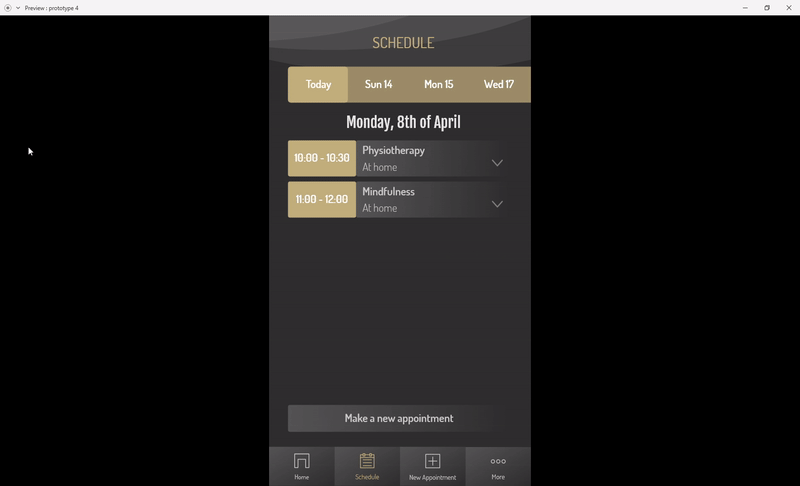 Preview : prototype 4
SCHEDULE
Today Sun 14 Mon 15 Wed 17
Monday, 8th of April
10:00 - 10:30 Physiotherapy
At home
11:00 - 12:00 Mindfulness
At home
Make a new appointment
Home Schedule New Appointment More